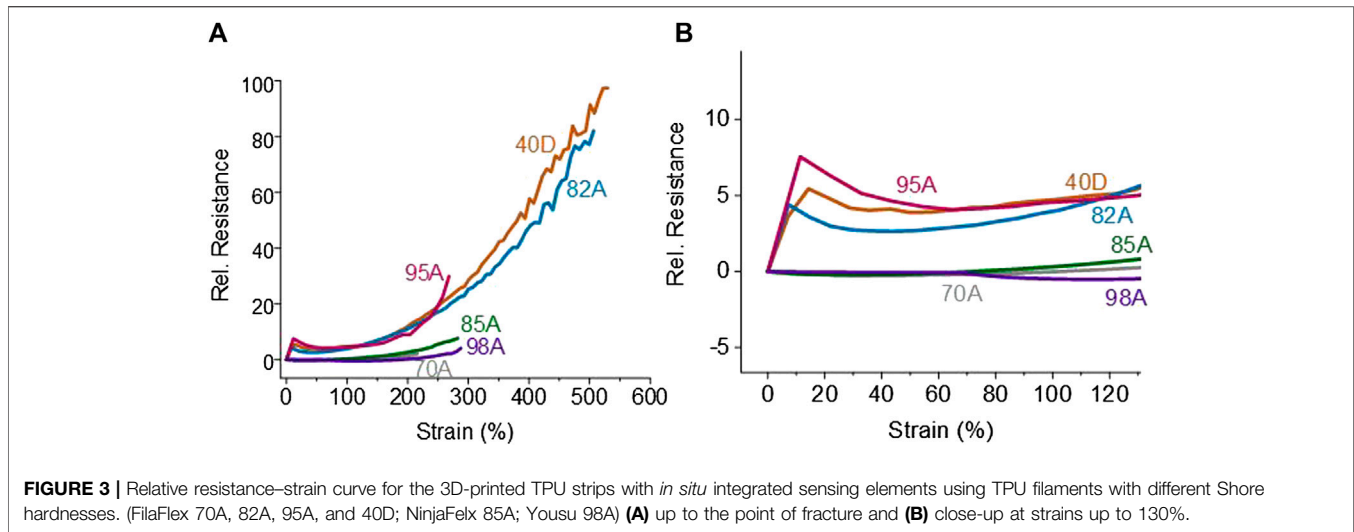 A
Rel. Resistance
100
80
60
40
20
0
40D
82A
95A
85A
98A
70A
0 100 200 300 400 500 600
Strain (%)
B
Rel. Resistance
10
5
0
-5
95A
40D
82A
85A
70A
98A
0 20 40 60 80 100 120
Strain (%)
FIGURE 3 | Relative resistance–strain curve for the 3D-printed TPU strips with in situ integrated sensing elements using TPU filaments with different Shore
hardnesses. (FilaFlex 70A, 82A, 95A, and 40D; NinjaFelx 85A; Yousu 98A) (A) up to the point of fracture and (B) close-up at strains up to 130%.